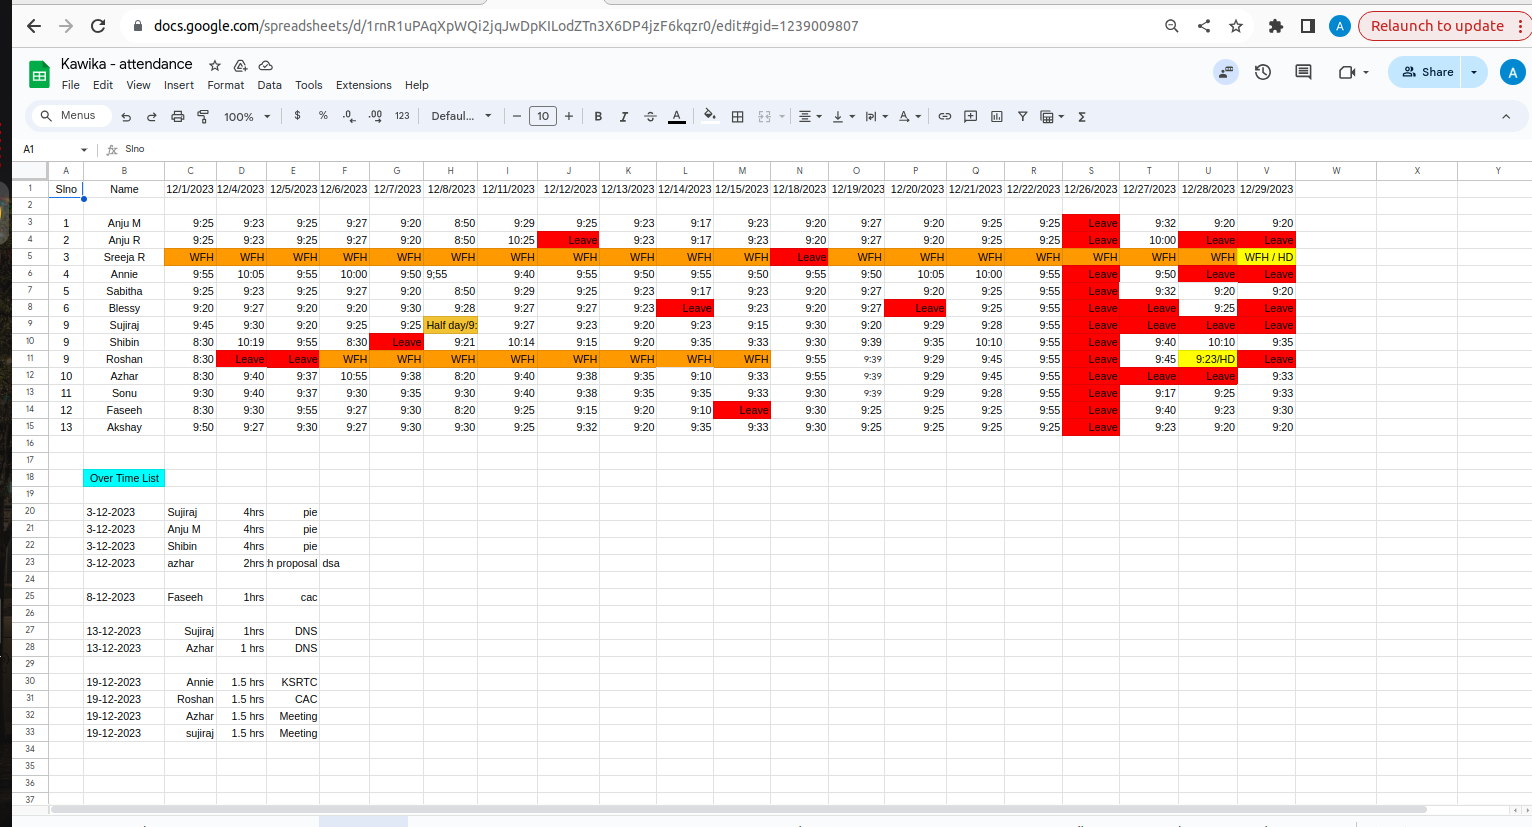 docs.google.com/spreadsheets/d/1rnR1uPAqXpWQi2jqJwDpKILodZTn3X6DP4jzF6kqzr0/edit#gid=1239009807 A Relaunch to update
Kawika - attendance
File Edit View Insert Format Data Tools Extensions Help Share A
Menus 100% $ % .0 .00 123 Defaul... 10 B I A
A1 fx Slno
A B C D E F G H I J K L M N O P Q R S T U V W X Y
1 Slno Name 12/1/2023 12/4/2023 12/5/2023 12/6/2023 12/7/2023 12/8/2023 12/11/2023 12/12/2023 12/13/2023 12/14/2023 12/15/2023 12/18/2023 12/19/2023 12/20/2023 12/21/2023 12/22/2023 12/26/2023 12/27/2023 12/28/2023 12/29/2023
2
3 1 Anju M 9:25 9:23 9:25 9:27 9:20 8:50 9:29 9:25 9:23 9:17 9:23 9:20 9:27 9:20 9:25 9:25 Leave 9:32 9:20 9:20
4 2 Anju R 9:25 9:23 9:25 9:27 9:20 8:50 10:25 Leave 9:23 9:17 9:23 9:20 9:27 9:20 9:25 9:25 Leave 10:00 Leave Leave
5 3 Sreeja R WFH WFH WFH WFH WFH WFH WFH WFH WFH WFH WFH Leave WFH WFH WFH WFH WFH WFH WFH WFH / HD
6 4 Annie 9:55 10:05 9:55 10:00 9:50 9;55 9:40 9:55 9:50 9:55 9:50 9:55 9:50 10:05 10:00 9:55 Leave 9:50 Leave Leave
7 5 Sabitha 9:25 9:23 9:25 9:27 9:20 8:50 9:29 9:25 9:23 9:17 9:23 9:20 9:27 9:20 9:25 9:55 Leave 9:32 9:20 9:20
8 6 Blessy 9:20 9:27 9:20 9:20 9:30 9:28 9:27 9:27 9:23 Leave 9:23 9:20 9:27 Leave 9:25 9:55 Leave Leave 9:25 Leave
9 9 Sujiraj 9:45 9:30 9:20 9:25 9:25 Half day/9: 9:27 9:23 9:20 9:23 9:15 9:30 9:20 9:29 9:28 9:55 Leave Leave Leave Leave
10 9 Shibin 8:30 10:19 9:55 8:30 Leave 9:21 10:14 9:15 9:20 9:35 9:33 9:30 9:39 9:35 10:10 9:55 Leave 9:40 10:10 9:35
11 9 Roshan 8:30 Leave Leave WFH WFH WFH WFH WFH WFH WFH WFH 9:55 9:39 9:29 9:45 9:55 Leave 9:45 9:23/HD Leave
12 10 Azhar 8:30 9:40 9:37 10:55 9:38 8:20 9:40 9:38 9:35 9:10 9:33 9:55 9:39 9:29 9:45 9:55 Leave Leave Leave 9:33
13 11 Sonu 9:30 9:40 9:37 9:30 9:35 9:30 9:40 9:38 9:35 9:35 9:33 9:30 9:39 9:29 9:28 9:55 Leave 9:17 9:25 9:33
14 12 Faseeh 8:30 9:30 9:55 9:27 9:30 8:20 9:25 9:15 9:20 9:10 Leave 9:30 9:25 9:25 9:25 9:55 Leave 9:40 9:23 9:30
15 13 Akshay 9:50 9:27 9:30 9:27 9:30 9:30 9:25 9:32 9:20 9:35 9:33 9:30 9:25 9:25 9:25 9:25 Leave 9:23 9:20 9:20
16
17
18 Over Time List
19
20 3-12-2023 Sujiraj 4hrs pie
21 3-12-2023 Anju M 4hrs pie
22 3-12-2023 Shibin 4hrs pie
23 3-12-2023 azhar 2hrs h proposal dsa
24
25 8-12-2023 Faseeh 1hrs cac
26
27 13-12-2023 Sujiraj 1hrs DNS
28 13-12-2023 Azhar 1 hrs DNS
29
30 19-12-2023 Annie 1.5 hrs KSRTC
31 19-12-2023 Roshan 1.5 hrs CAC
32 19-12-2023 Azhar 1.5 hrs Meeting
33 19-12-2023 sujiraj 1.5 hrs Meeting
34
35
36
37